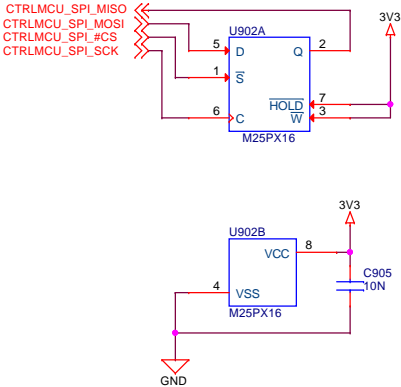 CTRLMCU_SPI_MISO
CTRLMCU_SPI_MOSI
CTRLMCU_SPI_#CS
CTRLMCU_SPI_SCK
U902A
3V3
5 D Q 2
1 S
HOLD 7
6 C W 3
M25PX16
3V3
U902B
VCC 8
C905
10N
4 VSS
M25PX16
GND